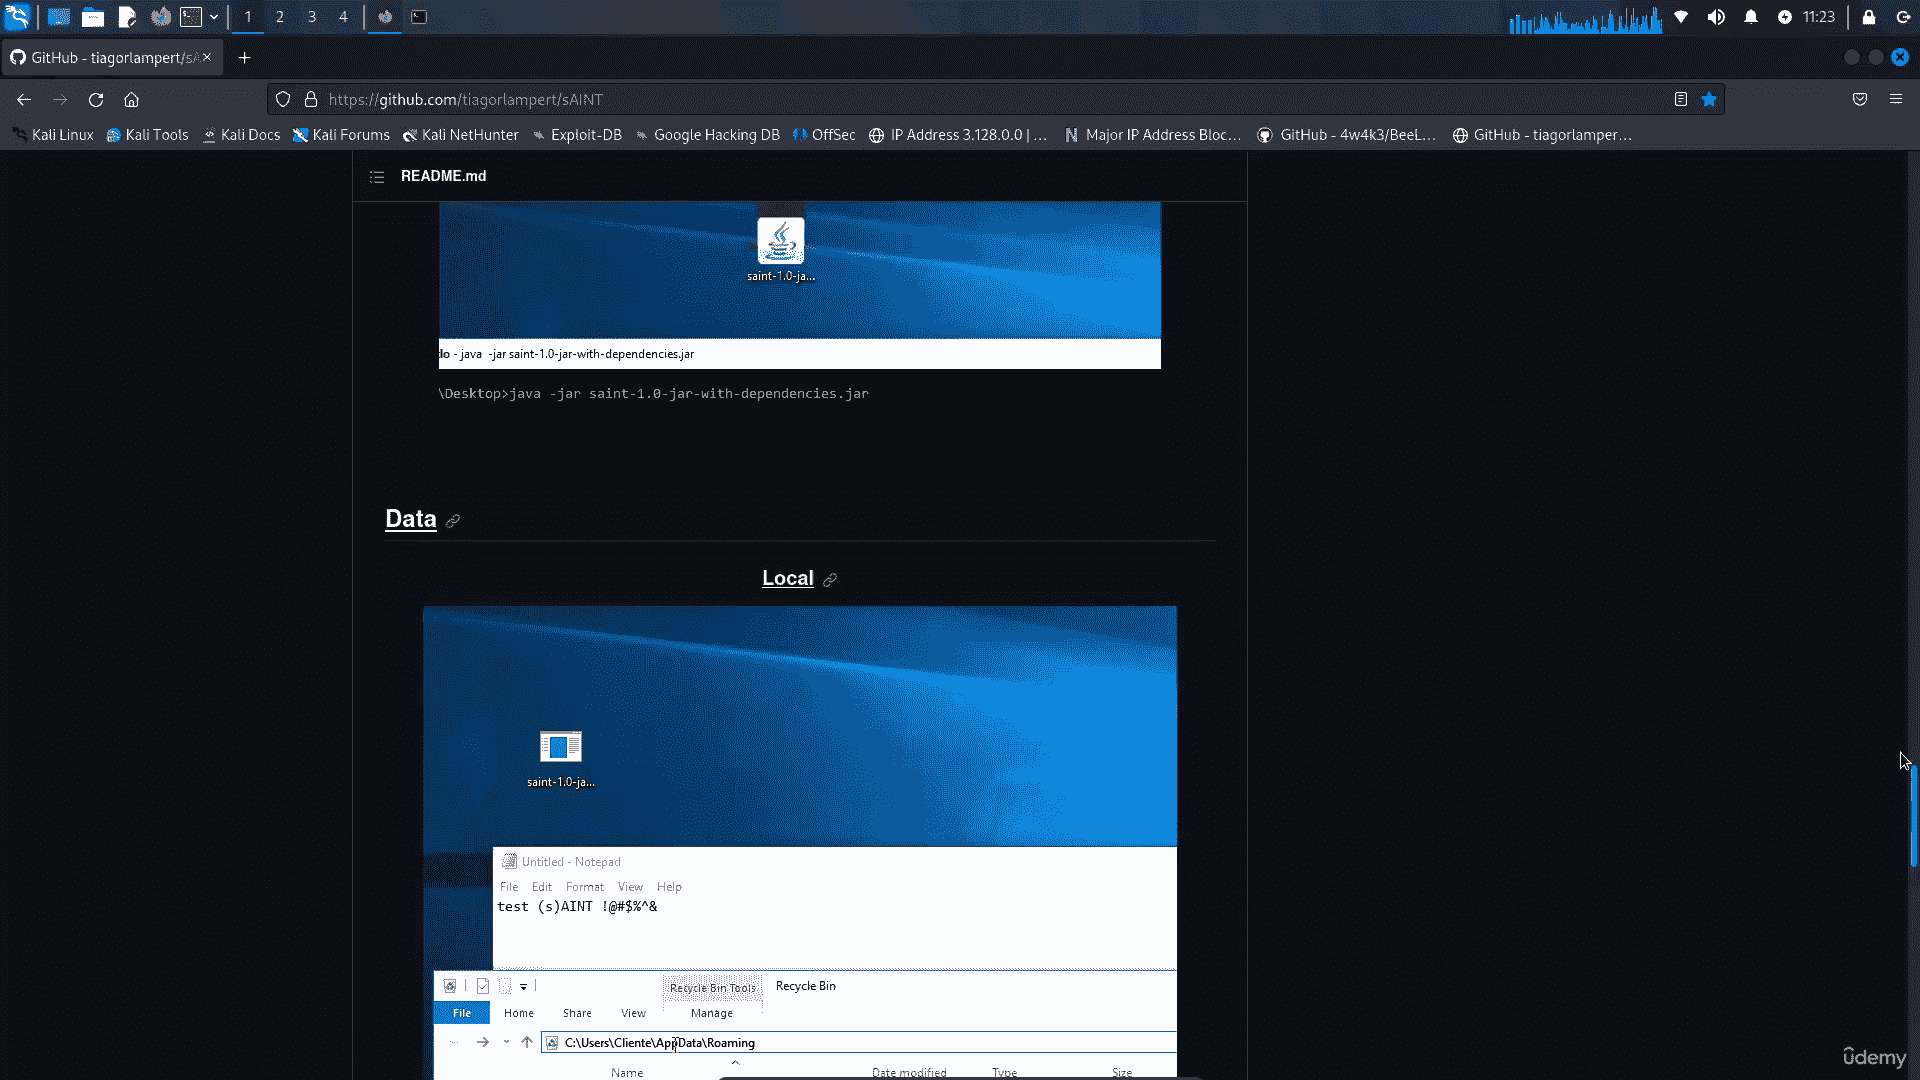 1 2 3 4
11:23
GitHub - tiagorlampert/sA
https://github.com/tiagorlampert/sAINT
Kali Linux Kali Tools Kali Docs Kali Forums Kali NetHunter Exploit-DB Google Hacking DB OffSec IP Address 3.128.0.0 | ... Major IP Address Bloc... GitHub - 4w4k3/BeeL... GitHub - tiagorlamper...
README.md
saint-1.0-ja...
do - java -jar saint-1.0-jar-with-dependencies.jar
\Desktop>java -jar saint-1.0-jar-with-dependencies.jar
Data
Local
saint-1.0-ja...
Untitled - Notepad
File Edit Format View Help
test (s)AINT !@#$%^&
Recycle Bin Tools Recycle Bin
File Home Share View Manage
C:\Users\Cliente\AppData\Roaming
Name Date modified Type Size
ûdemy